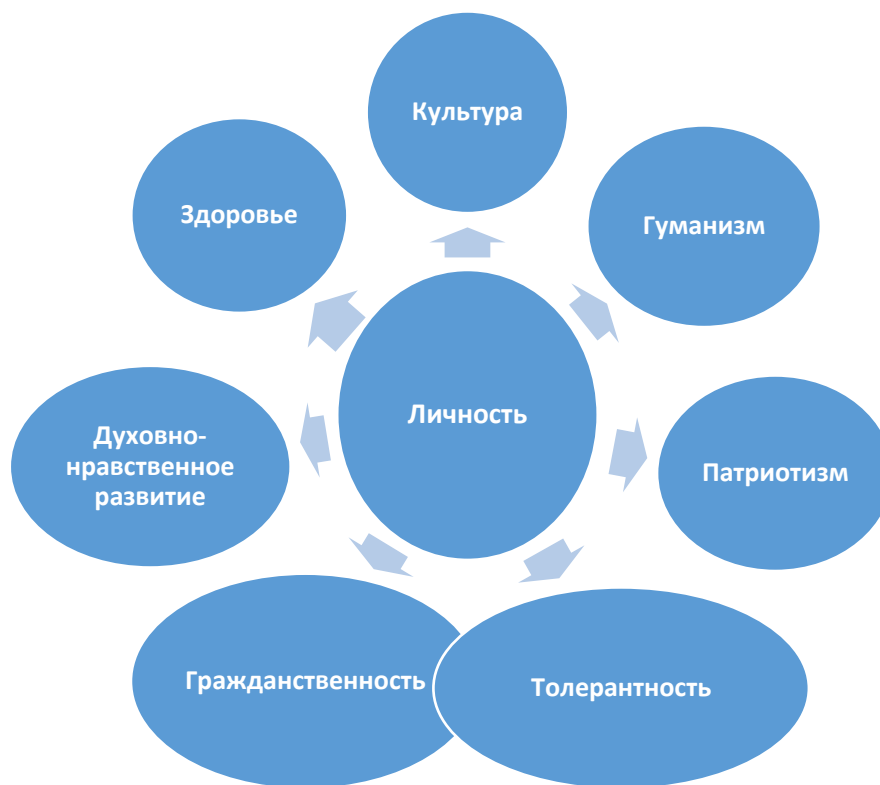 Культура
Здоровье
Гуманизм
Личность
Духовно-
нравственное
развитие
Патриотизм
Гражданственность
Толерантность